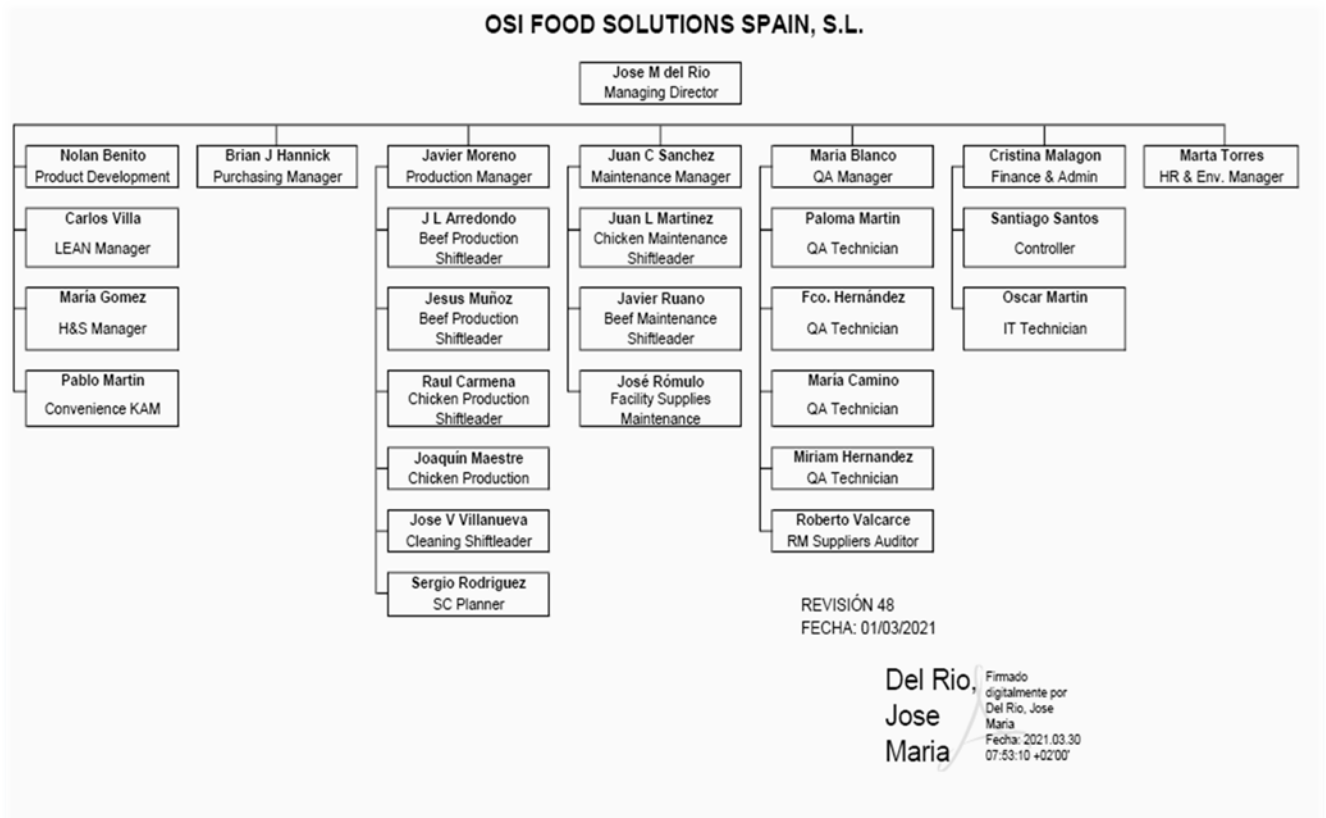 OSI FOOD SOLUTIONS SPAIN, S.L.
Jose M del Rio
Managing Director
Nolan Benito
Product Development
Brian J Hannick
Purchasing Manager
Javier Moreno
Production Manager
Juan C Sanchez
Maintenance Manager
Maria Blanco
QA Manager
Cristina Malagon
Finance & Admin
Marta Torres
HR & Env. Manager
Carlos Villa
LEAN Manager
María Gomez
H&S Manager
Pablo Martin
Convenience KAM
J L Arredondo
Beef Production
Shiftleader
Jesus Muñoz
Beef Production
Shiftleader
Raul Carmena
Chicken Production
Shiftleader
Joaquín Maestre
Chicken Production
Jose V Villanueva
Cleaning Shiftleader
Sergio Rodriguez
SC Planner
Juan L Martinez
Chicken Maintenance
Shiftleader
Javier Ruano
Beef Maintenance
Shiftleader
José Rómulo
Facility Supplies
Maintenance
Paloma Martin
QA Technician
Fco. Hernández
QA Technician
María Camino
QA Technician
Miriam Hernandez
QA Technician
Roberto Valcarce
RM Suppliers Auditor
Santiago Santos
Controller
Oscar Martin
IT Technician
REVISIÓN 48
FECHA: 01/03/2021
Del Rio,
Jose
Maria
Firmado
digitalmente por
Del Rio, Jose
Maria
Fecha: 2021.03.30
07:53:10 +02'00'